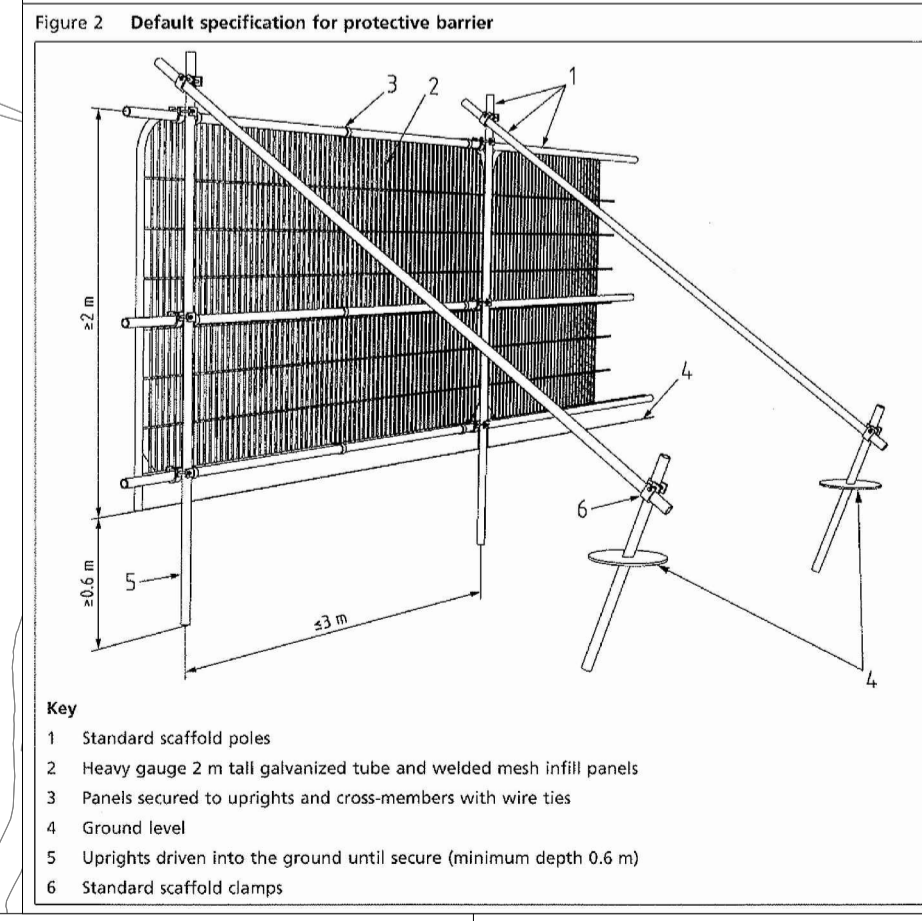 Figure 2 Default specification for protective barrier
1
3
2
≥2 m
4
6
5
≥0.6 m
≤3 m
4
Key
1 Standard scaffold poles
2 Heavy gauge 2 m tall galvanized tube and welded mesh infill panels
3 Panels secured to uprights and cross-members with wire ties
4 Ground level
5 Uprights driven into the ground until secure (minimum depth 0.6 m)
6 Standard scaffold clamps